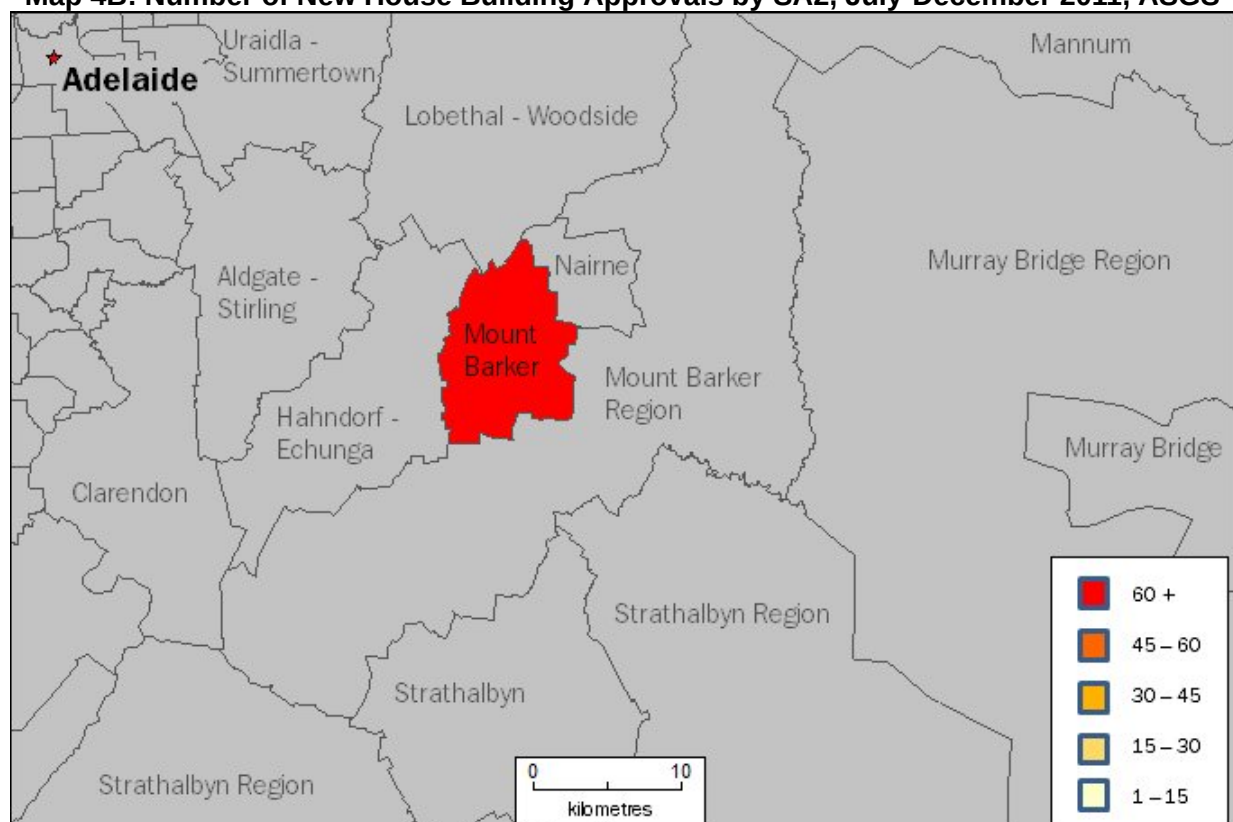 Map 4B: Number of New House Building Approvals by SA2, July-December 2011, ASGS
Uraidla -
Summertown
Mannum
Adelaide
Lobethal - Woodside
Aldgate -
Stirling
Nairne
Murray Bridge Region
Mount
Barker
Mount Barker
Region
Hahndorf -
Echunga
Murray Bridge
Clarendon
Strathalbyn Region
Strathalbyn
Strathalbyn Region
0 10
kilometres
60 +
45 – 60
30 – 45
15 – 30
1 – 15